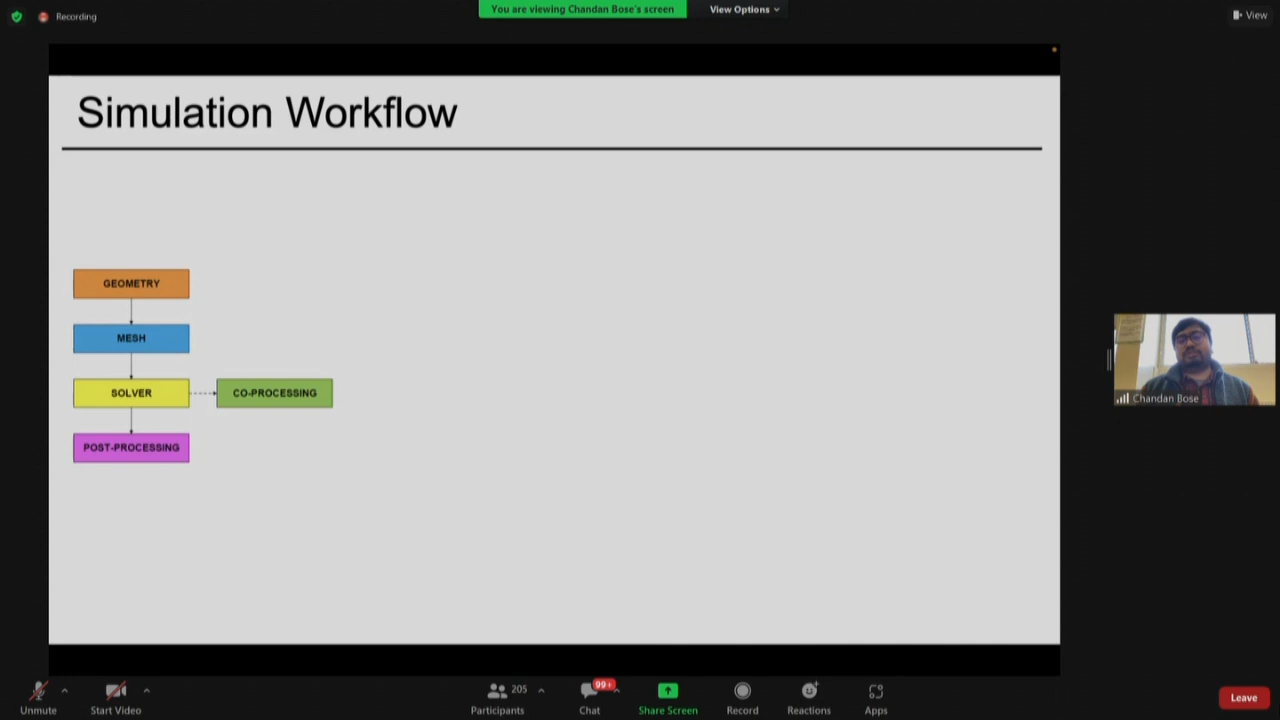 Recording
You are viewing Chandan Bose's screen
View Options
View
Simulation Workflow
GEOMETRY
MESH
SOLVER
CO-PROCESSING
POST-PROCESSING
Chandan Bose
Unmute
Start Video
205
Participants
99+
Chat
Share Screen
Record
Reactions
Apps
Leave